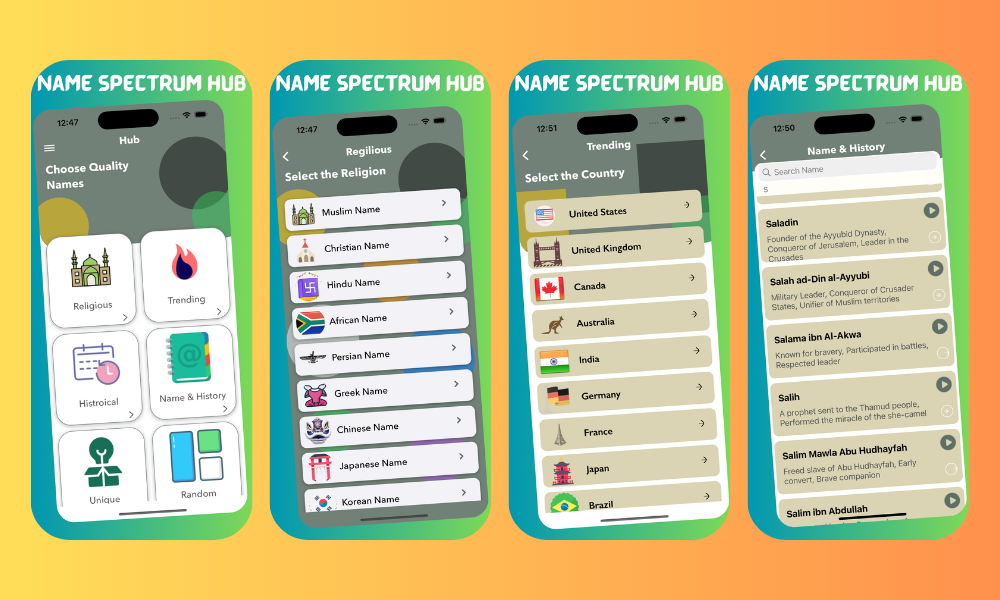 NAME SPECTRUM HUB
12:47
Hub
Choose Quality
Names
Religious
Trending
Histroical
Name & History
Unique
Random
NAME SPECTRUM HUB
12:47
Regilious
Select the Religion
Muslim Name
Christian Name
Hindu Name
African Name
Persian Name
Greek Name
Chinese Name
Japanese Name
Korean Name
NAME SPECTRUM HUB
12:51
Trending
Select the Country
United States
United Kingdom
Canada
Australia
India
Germany
France
Japan
Brazil
NAME SPECTRUM HUB
12:50
Name & History
Search Name
S
Saladin
Founder of the Ayyubid Dynasty,
Conqueror of Jerusalem, Leader in the
Crusades
Salah ad-Din al-Ayyubi
Military Leader, Conqueror of Crusader
States, Unifier of Muslim territories
Salama ibn Al-Akwa
Known for bravery, Participated in battles,
Respected leader
Salih
A prophet sent to the Thamud people,
Performed the miracle of the she-camel
Salim Mawla Abu Hudhayfah
Freed slave of Abu Hudhayfah, Early
convert, Brave companion
Salim ibn Abdullah